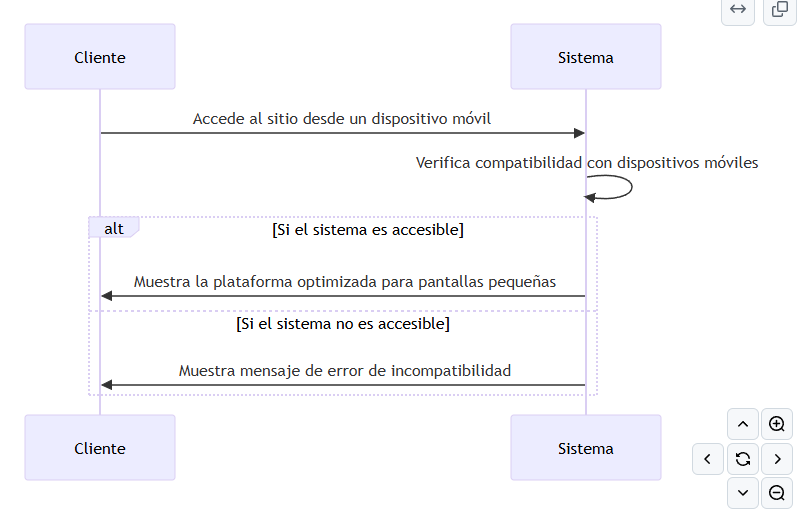 Cliente
Sistema
Accede al sitio desde un dispositivo móvil
Verifica compatibilidad con dispositivos móviles
alt
[Si el sistema es accesible]
Muestra la plataforma optimizada para pantallas pequeñas
[Si el sistema no es accesible]
Muestra mensaje de error de incompatibilidad
Cliente
Sistema